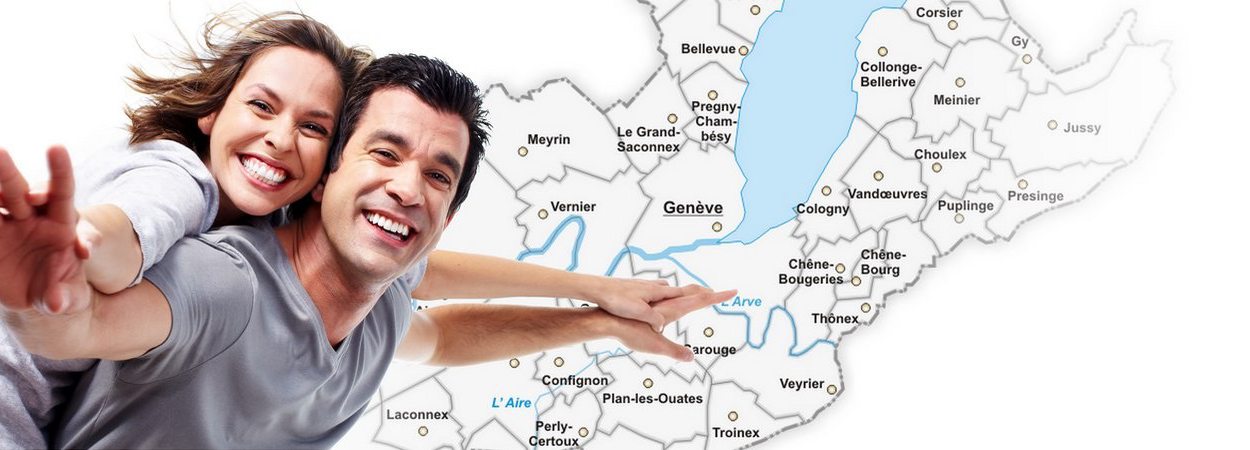 Corsier
Gy
Bellevue
Collonge-
Bellerive
Meinier
Pregny-
Cham-
bésy
Jussy
Meyrin
Le Grand-
Saconnex
Choulex
Vandœuvres
Presinge
Vernier
Genève
Cologny
Puplinge
Chêne-
Bougeries
Chêne-
Bourg
L'Arve
Thônex
Carouge
Confignon
Veyrier
Plan-les-Ouates
L'Aire
Laconnex
Perly-
Certoux
Troinex